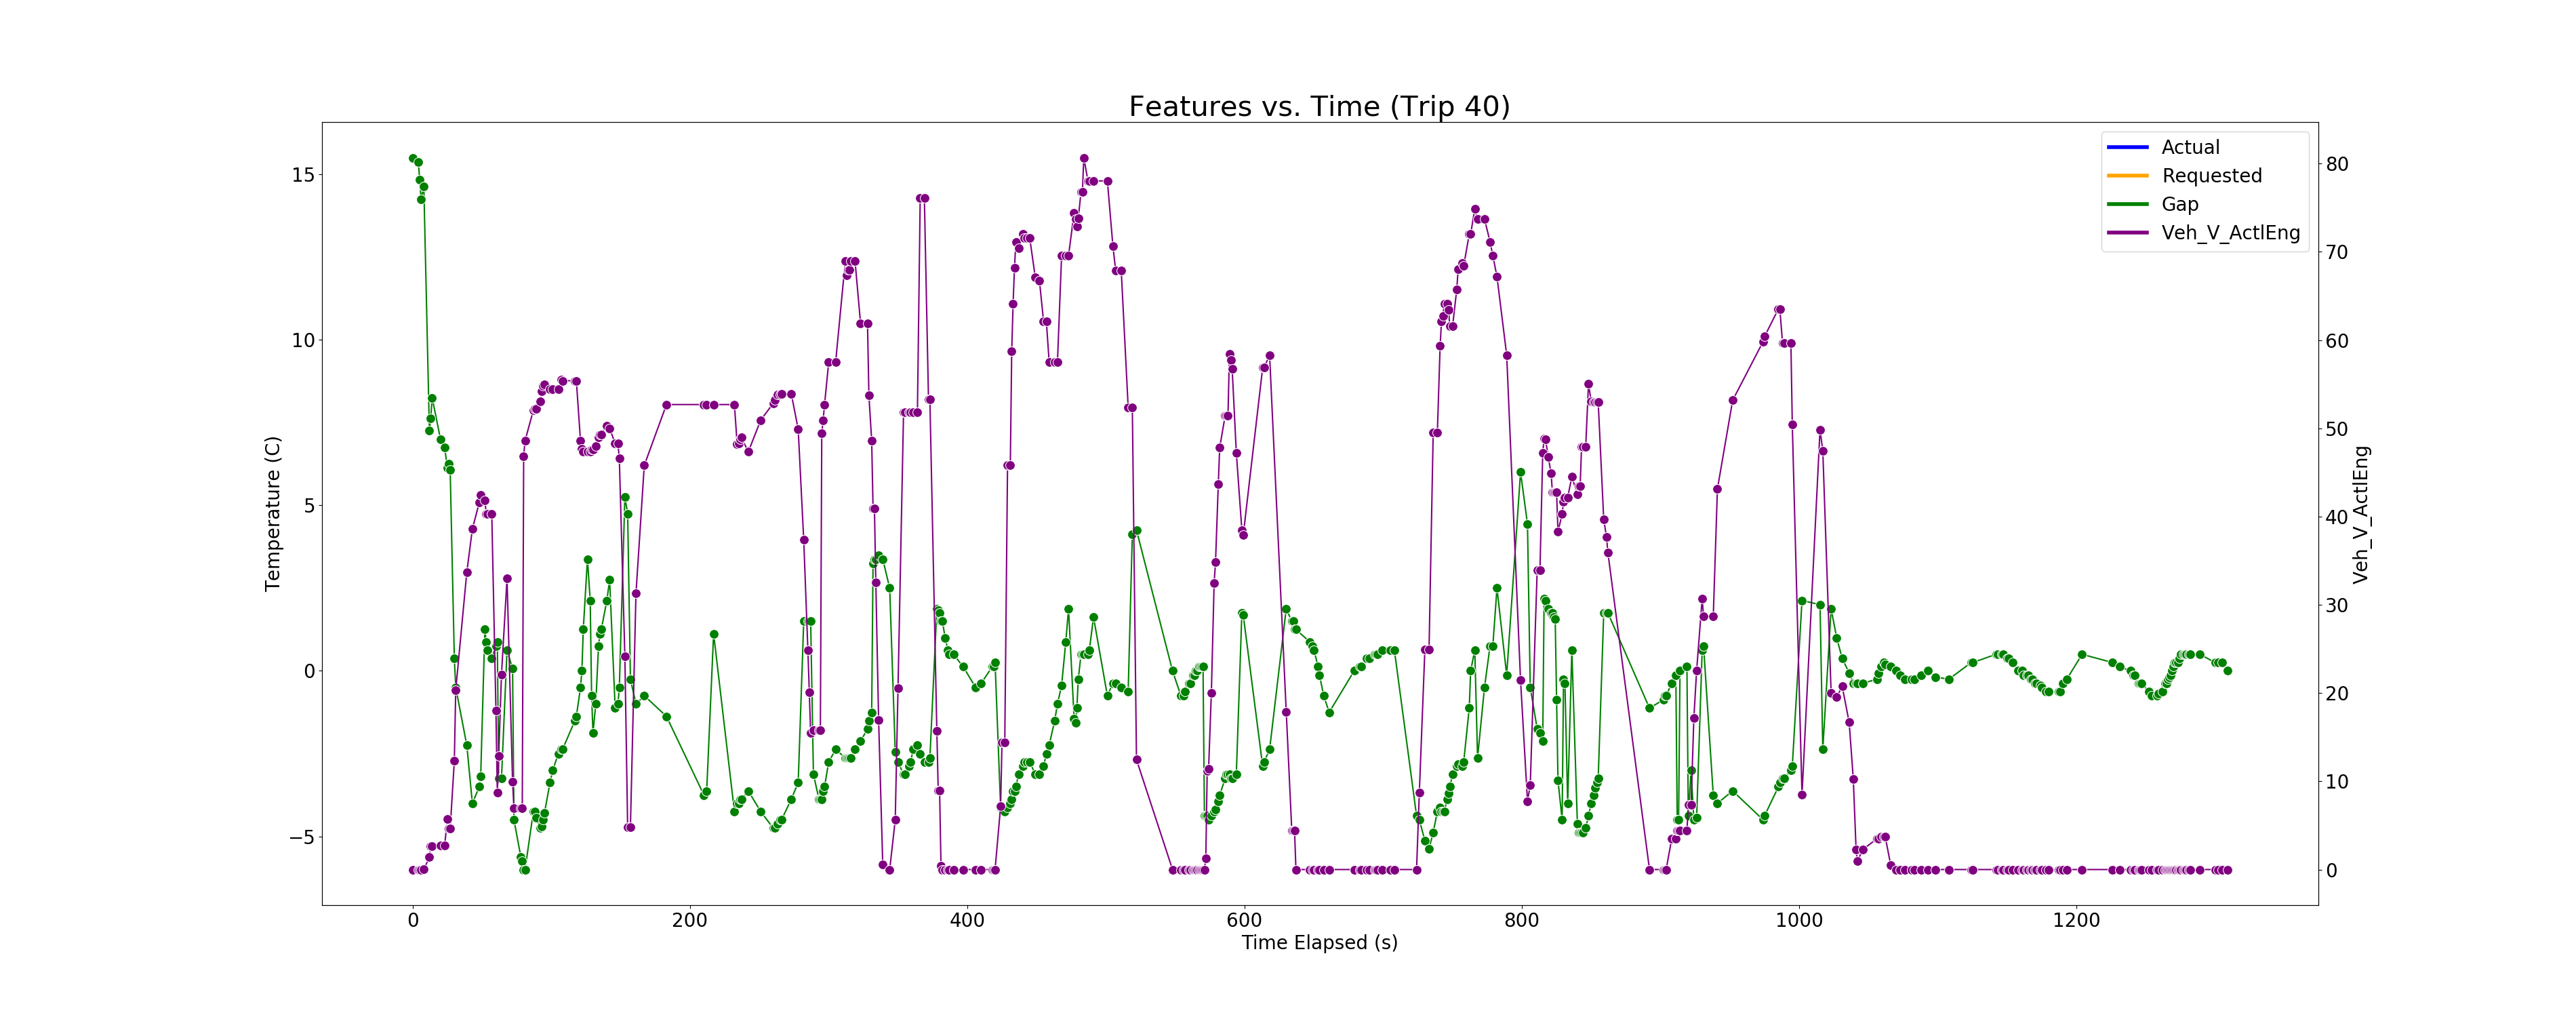 Features vs. Time (Trip 40)
Actual
Requested
Gap
Veh_V_ActlEng
Temperature (C)
15
10
5
0
−5
80
70
60
50
40
30
20
10
0
Veh_V_ActlEng
0 200 400 600 800 1000 1200
Time Elapsed (s)